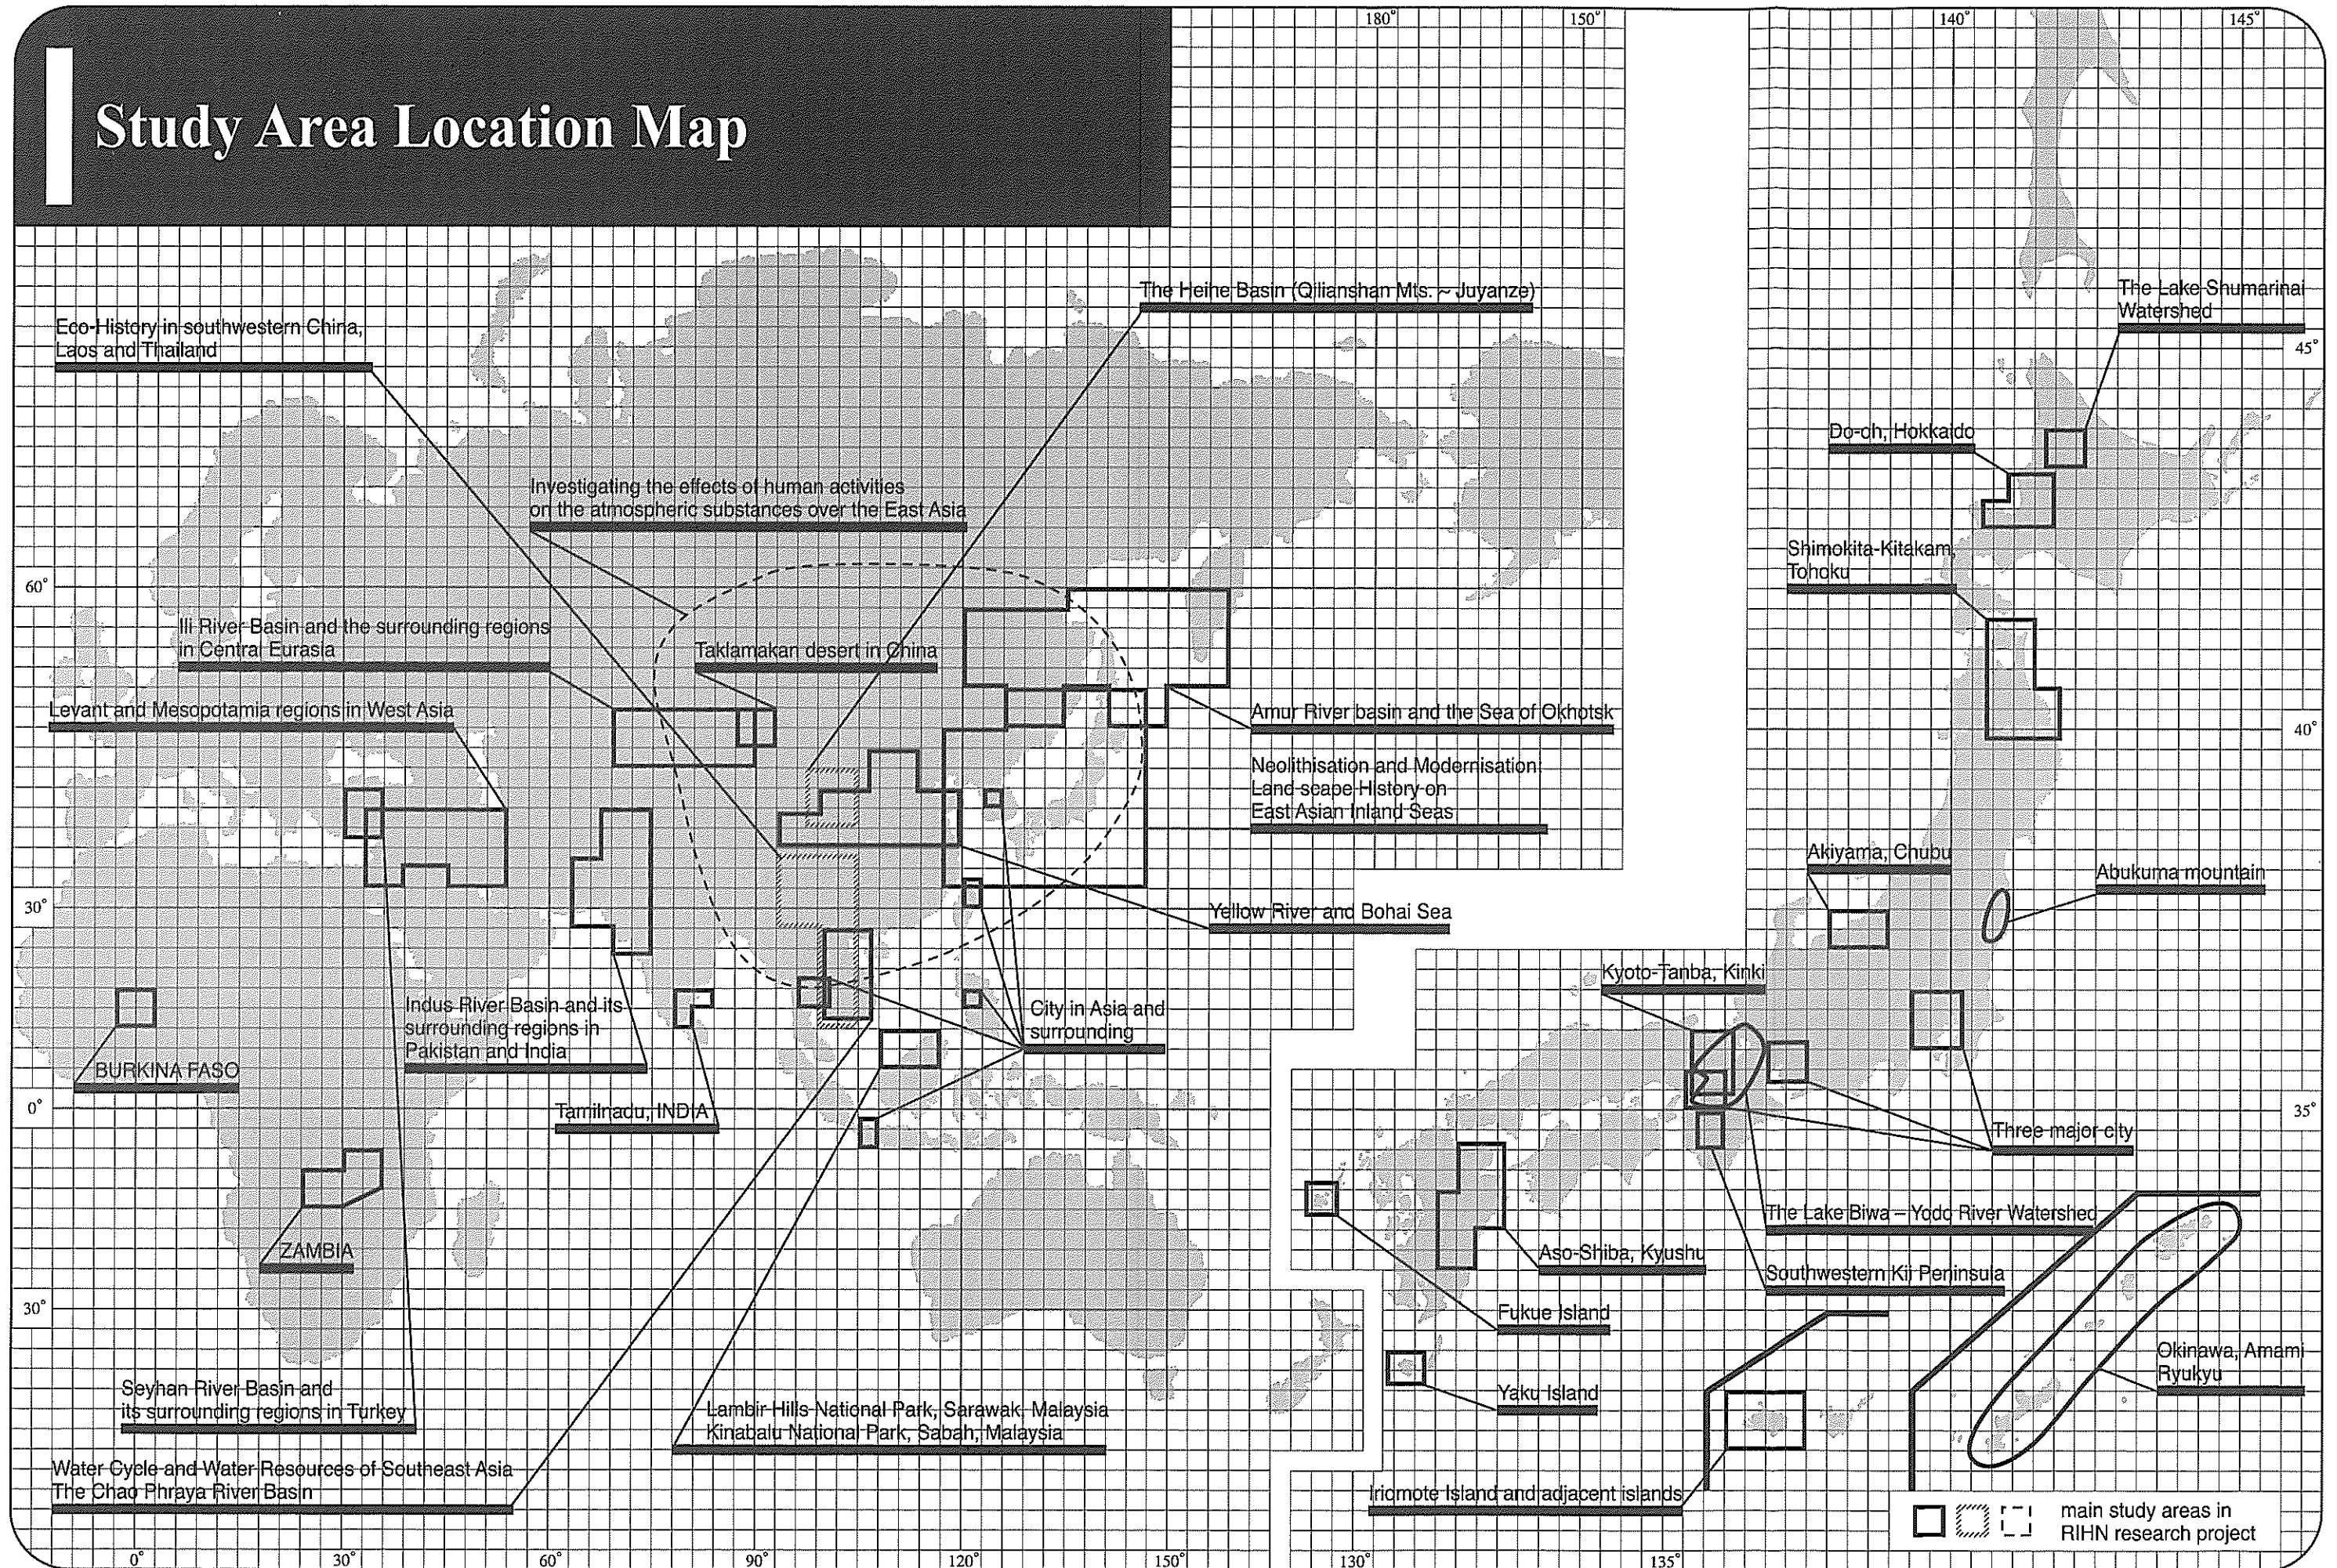 Study Area Location Map
180°
150°
140°
145°
The Heihe Basin (Qilianshan Mts. ~ Juyanze)
The Lake Shumarinai
Watershed
Eco-History in southwestern China,
Laos and Thailand
45°
Do-oh, Hokkaido
Investigating the effects of human activities
on the atmospheric substances over the East Asia
Shimokita-Kitakam,
Tohoku
60°
Ili River Basin and the surrounding regions
in Central Eurasia
Taklamakan desert in China
Levant and Mesopotamia regions in West Asia
Amur River basin and the Sea of Okhotsk
40°
Neolithisation and Modernisation:
Land scape History on
East Asian Inland Seas
Akiyama, Chubu
Abukuma mountain
30°
Yellow River and Bohai Sea
Kyoto-Tanba, Kinki
Indus River Basin and its
surrounding regions in
Pakistan and India
City in Asia and
surrounding
BURKINA FASO
0°
Tamilnadu, INDIA
35°
Three major city
The Lake Biwa – Yodo River Watershed
ZAMBIA
Aso-Shiba, Kyushu
Southwestern Kii Peninsula
30°
Fukue Island
Okinawa, Amami
Ryukyu
Seyhan River Basin and
its surrounding regions in Turkey
Yaku Island
Lambir Hills National Park, Sarawak, Malaysia
Kinabalu National Park, Sabah, Malaysia
Water Cycle and Water Resources of Southeast Asia
The Chao Phraya River Basin
Iriomote Island and adjacent islands
main study areas in
RIHN research project
0°
30°
60°
90°
120°
150°
130°
135°